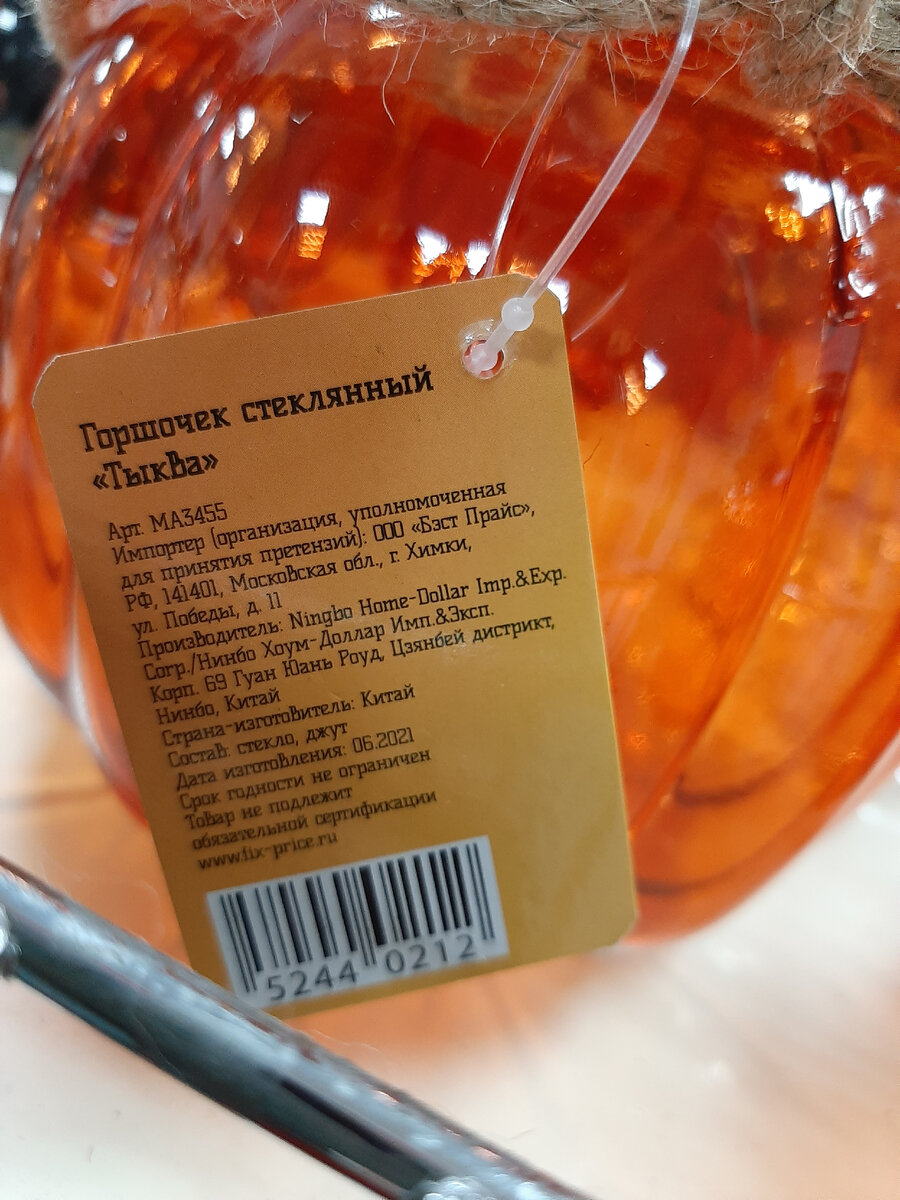 Горшочек стеклянный
«Тыква»
Арт. МА3455
Импортер (организация, уполномоченная
для принятия претензий): ООО «Бэст Прайс»,
РФ, 141401, Московская обл., г. Химки,
ул. Победы, д. 11
Производитель: Ningbo Home-Dollar Imp.&Exp.
Corp./Нинбо Хоум-Доллар Имп.&Эксп.
Корп. 69 Гуан Юань Роуд, Цзянбей дистрикт,
Нинбо, Китай
Страна-изготовитель: Китай
Состав: стекло, джут
Дата изготовления: 06.2021
Срок годности не ограничен
Товар не подлежит
обязательной сертификации
www.fix-price.ru
5244 0212